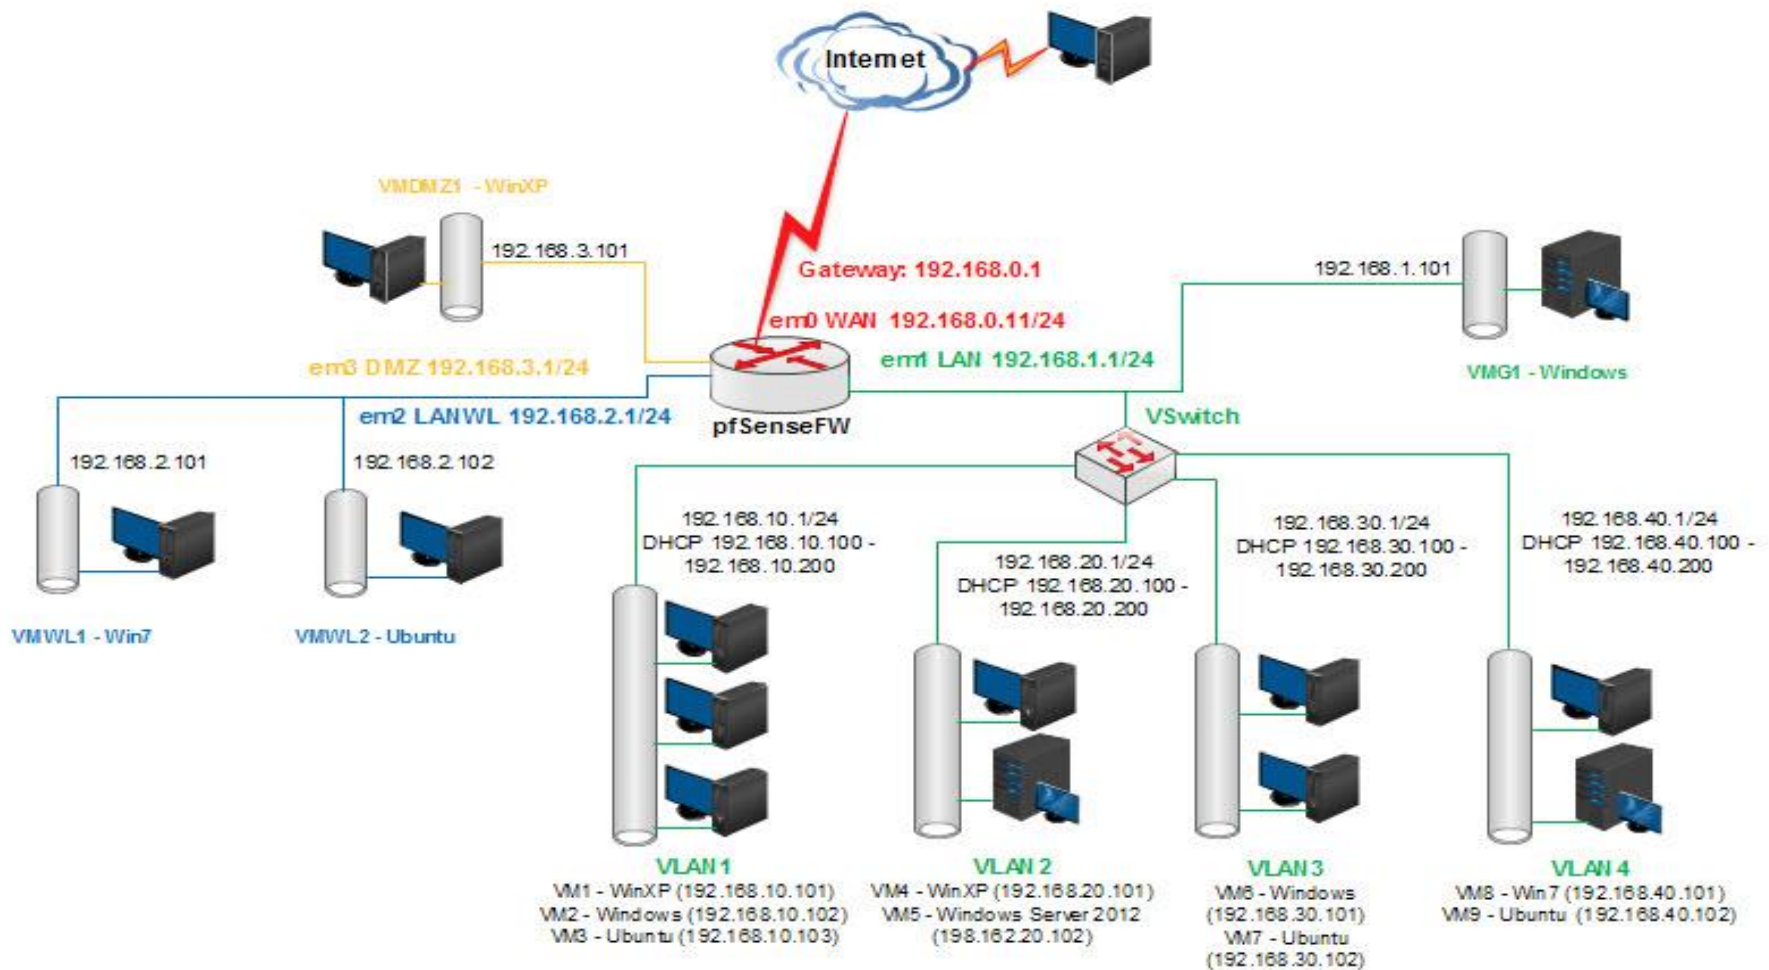 Internet
VMDMZ1 - WinXP
192.168.3.101
Gateway: 192.168.0.1
192.168.1.101
em0 WAN 192.168.0.11/24
em3 DMZ 192.168.3.1/24
em1 LAN 192.168.1.1/24
VMG1 - Windows
em2 LANWL 192.168.2.1/24
pfSenseFW
VSwitch
192.168.2.101
192.168.2.102
VMWL1 - Win7
VMWL2 - Ubuntu
192.168.10.1/24
DHCP 192.168.10.100 -
192.168.10.200
192.168.20.1/24
DHCP 192.168.20.100 -
192.168.20.200
192.168.30.1/24
DHCP 192.168.30.100 -
192.168.30.200
192.168.40.1/24
DHCP 192.168.40.100 -
192.168.40.200
VLAN 1
VM1 - WinXP (192.168.10.101)
VM2 - Windows (192.168.10.102)
VM3 - Ubuntu (192.168.10.103)
VLAN 2
VM4 - WinXP (192.168.20.101)
VM5 - Windows Server 2012
(198.162.20.102)
VLAN 3
VM6 - Windows
(192.168.30.101)
VM7 - Ubuntu
(192.168.30.102)
VLAN 4
VM8 - Win7 (192.168.40.101)
VM9 - Ubuntu (192.168.40.102)